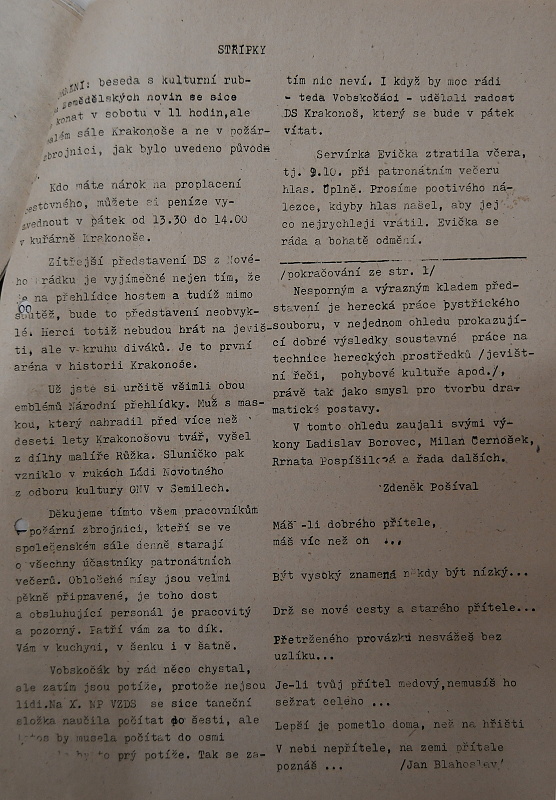 STŘÍPKY
beseda s kulturní rub-
zemědělských novin se sice
konat v sobotu v 11 hodin,ale
malém sále Krakonoše a ne v požár-
zbrojnici, jak bylo uvedeno původně
Kdo máte nárok na proplacení
cestovného, můžete si peníze vy-
zvednout v pátek od 13.30 do 14.00
v kuřárně Krakonoše.
Zítřejší představení DS z Nové-
ho rádku je vyjímečné nejen tím, že
je na přehlídce hostem a tudíž mimo
soutěž, bude to představení neobvyk-
lé. Herci totiž nebudou hrát na jeviš-
ti, ale v kruhu diváků. Je to první
aréna v historii Krakonoše.
Už jste si určitě všimli obou
emblémů Národní přehlídky. Muž s mas-
kou, který nahradil před více než
deseti lety Krakonošovu tvář, vyšel
z dílny malíře Růžka. Sluníčko pak
vzniklo v rukách Ládi Novotného
z odboru kultury ONV v Semilech.
Děkujeme tímto všem pracovníkům
požární zbrojnici, kteří se ve
společenském sále denně starají
o všechny účastníky patronátních
večerů. Obložené mísy jsou velmi
pěkně připravené, je toho dost
a obsluhující personál je pracovitý
a pozorný. Patří vám za to dík.
Vám v kuchyni, v šenku i v šatně.
Vobskočák by rád něco chystal,
ale zatím jsou potíže, protože nejsou
lidi.Na X. NP VZDS se sice taneční
složka naučila počítat do šesti, ale
letos by musela počítat do osmi
by to prý potíže. Tak se za-
tím nic neví. I když by moc rádi
- teda Vobskočáci - udělali radost
DS Krakonoš, který se bude v pátek
vítat.
Servírka Evička ztratila včera,
tj. 9.10. při patronátním večeru
hlas. Úplně. Prosíme pootivého ná-
lezce, kdyby hlas našel, aby jej
co nejrychleji vrátil. Evička se
ráda a bohatě odmění.
/pokračování ze str. 1/
Nesporným a výrazným kladem před-
stavení je herecká práce bystřického
souboru, v nejednom ohledu prokazují-
cí dobré výsledky soustavné práce na
technice hereckých prostředků /jevišt-
ní řeči, pohybové kultuře apod./,
právě tak jako smysl pro tvorbu dra-
matické postavy.
V tomto ohledu zaujali svými vý-
kony Ladislav Borovec, Milan Černošek,
Rrnata Pospíšilová a řada dalších.
Zdeněk Pošíval
Máš -li dobrého přítele,
máš víc než on ...
Být vysoký znamená někdy být nízký...
Drž se nové cesty a starého přítele...
Přetrženého provázku nesvážeš bez
uzlíku...
Je-li tvůj přítel medový,nemusíš ho
sežrat celeno ...
Lepší je pometlo doma, než na hřišti
V nebi nepřítele, na zemi přítele
poznáš ... /Jan Blahoslav/